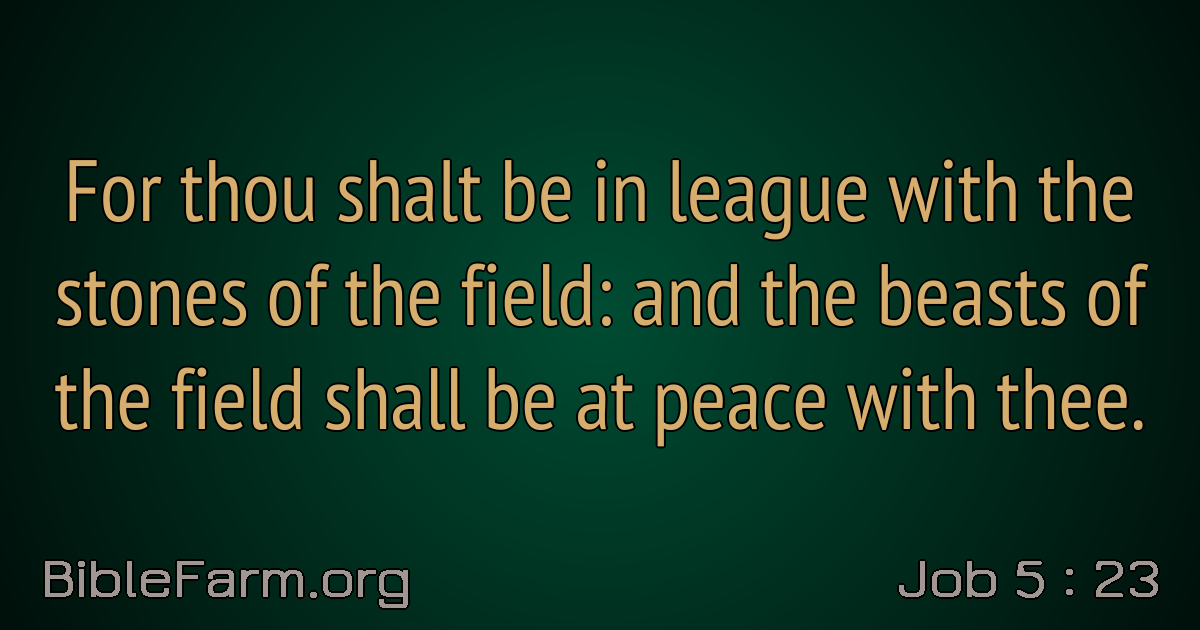 For thou shalt be in league with the
stones of the field: and the beasts of
the field shall be at peace with thee.
BibleFarm.org
Job 5 : 23